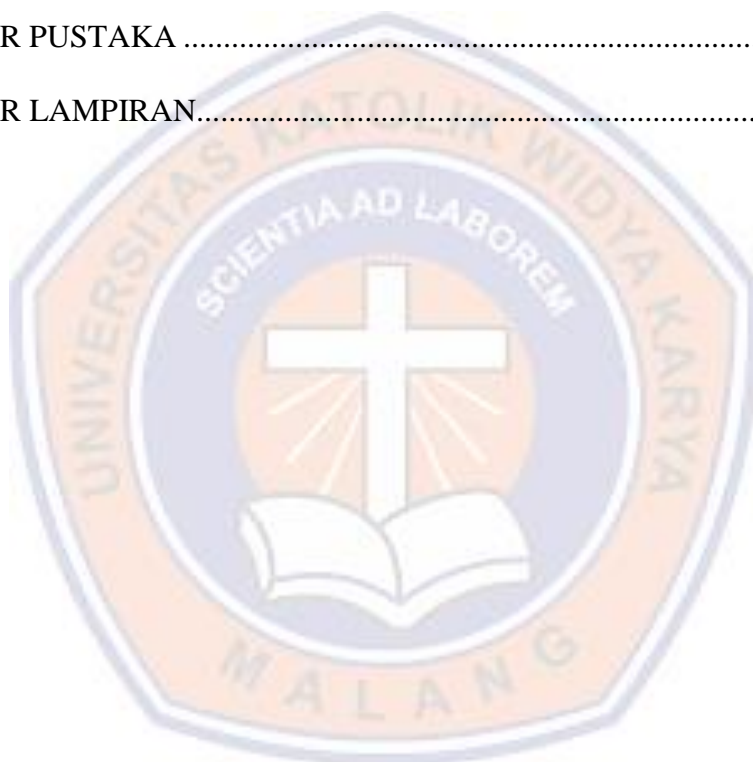 R PUSTAKA ............................................................
R LAMPIRAN...........................................................
UNIVERSITAS KATOLIK WIDYA KARYA
SCIENTIA AD LABOREM
MALANG